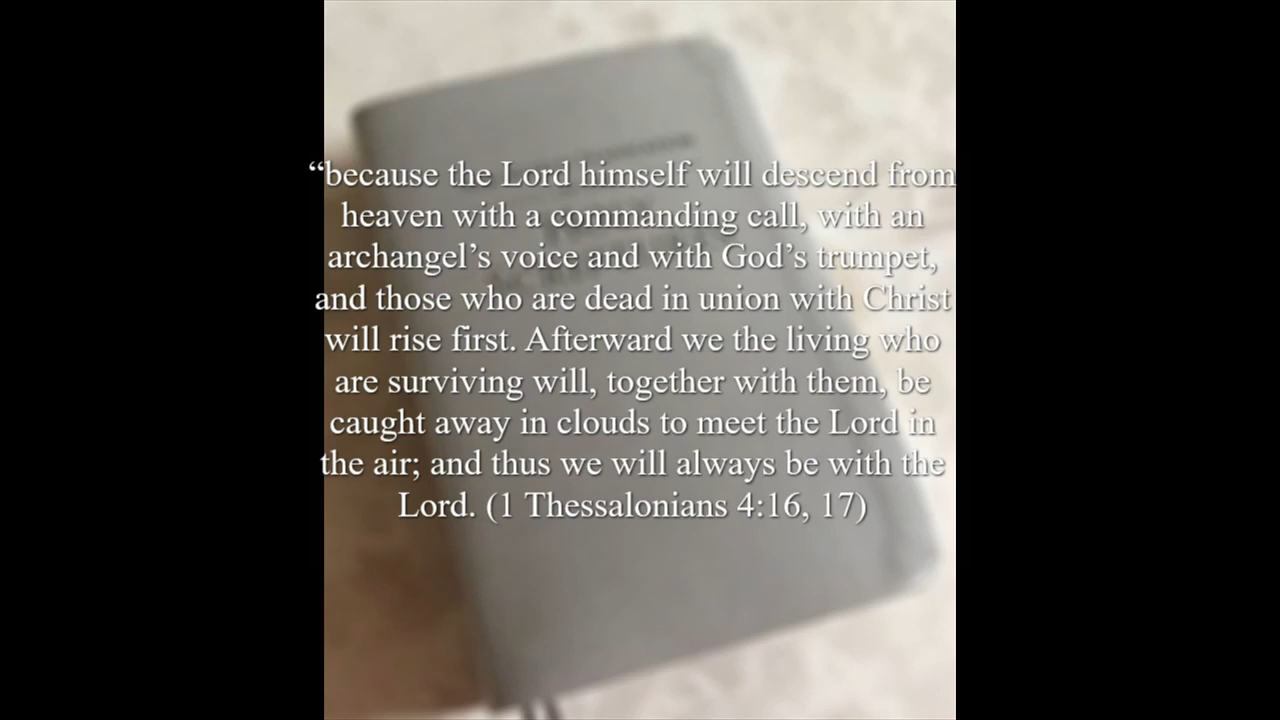 “because the Lord himself will descend from
heaven with a commanding call, with an
archangel’s voice and with God’s trumpet,
and those who are dead in union with Christ
will rise first. Afterward we the living who
are surviving will, together with them, be
caught away in clouds to meet the Lord in
the air; and thus we will always be with the
Lord. (1 Thessalonians 4:16, 17)